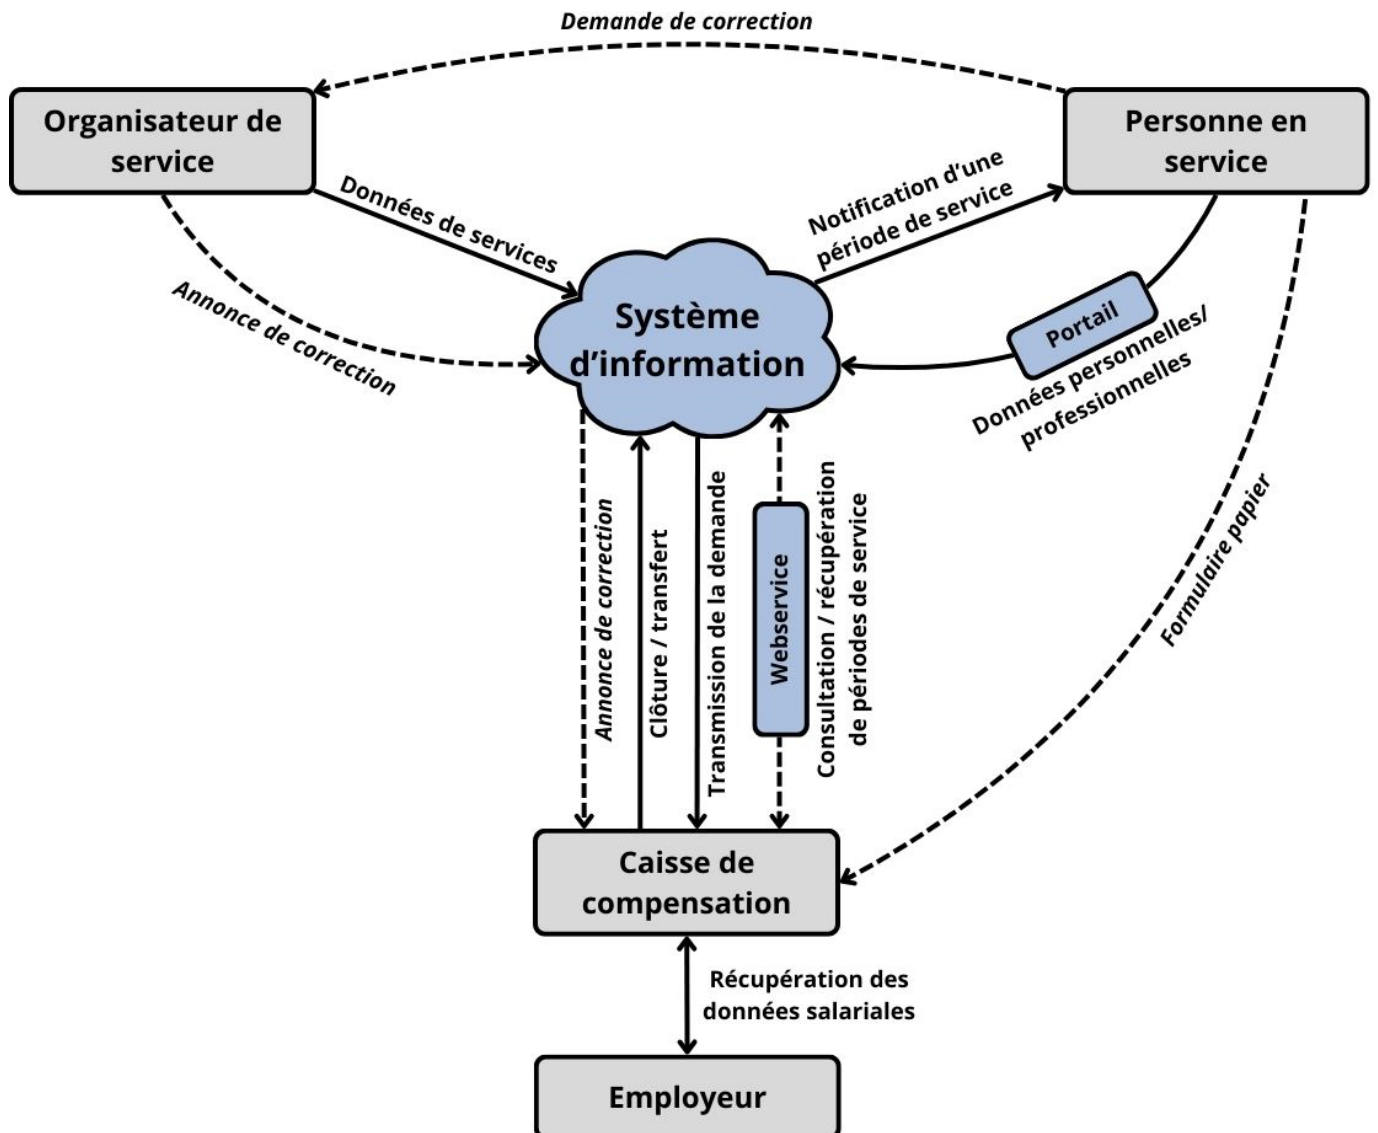 Demande de correction
Organisateur de
service
Personne en
service
Données de services
Notification d’une
période de service
Annonce de correction
Système
d’information
Portail
Données personnelles/
professionnelles
Annonce de correction
Clôture / transfert
Transmission de la demande
Webservice
Consultation / récupération
de périodes de service
Formulaire papier
Caisse de
compensation
Récupération des
données salariales
Employeur